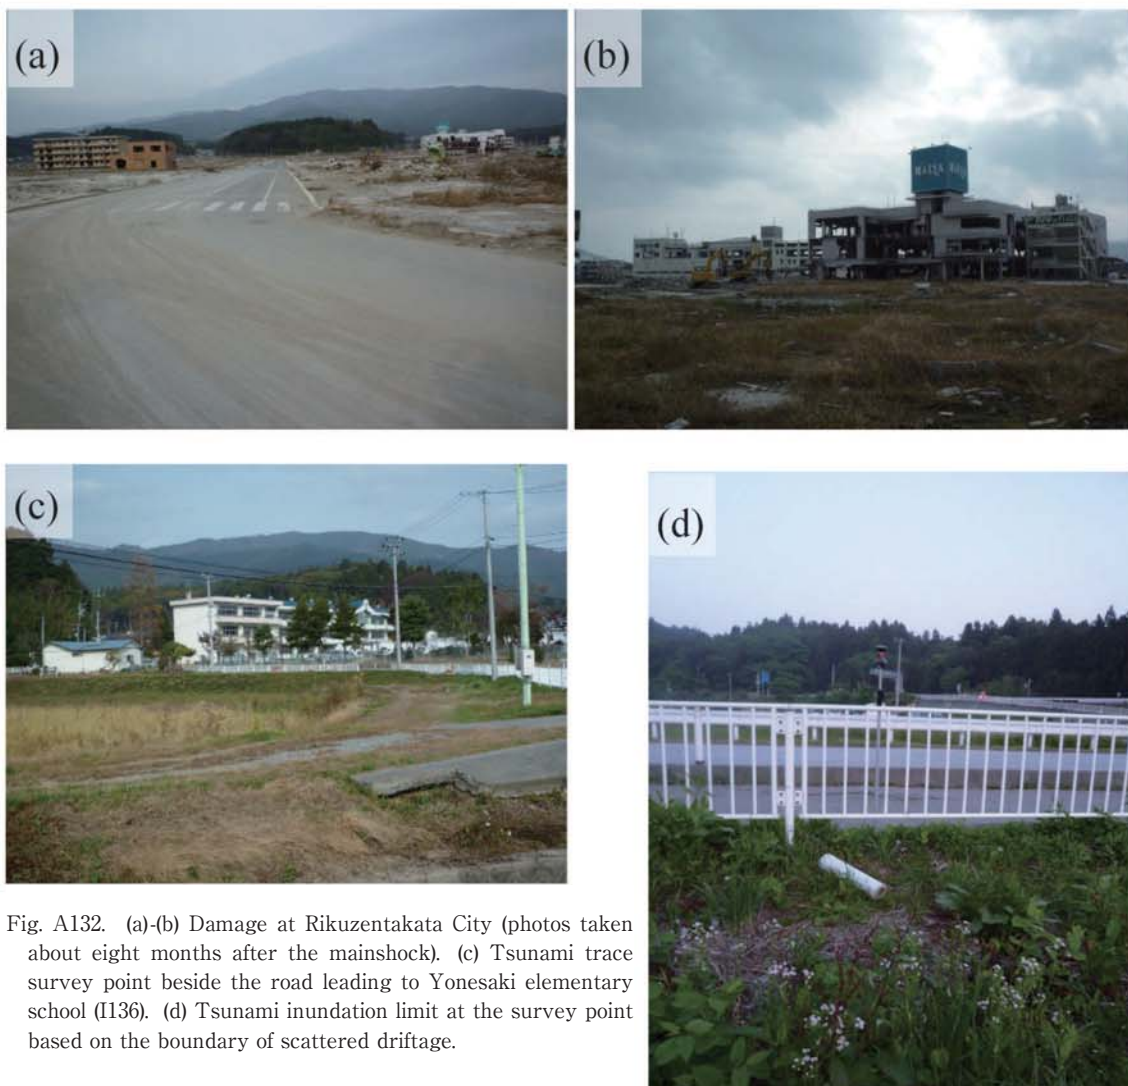 (a)
(b)
MAIYA
(c)
(d)
Fig. A132. (a)-(b) Damage at Rikuzentakata City (photos taken
about eight months after the mainshock). (c) Tsunami trace
survey point beside the road leading to Yonesaki elementary
school (I136). (d) Tsunami inundation limit at the survey point
based on the boundary of scattered driftage.